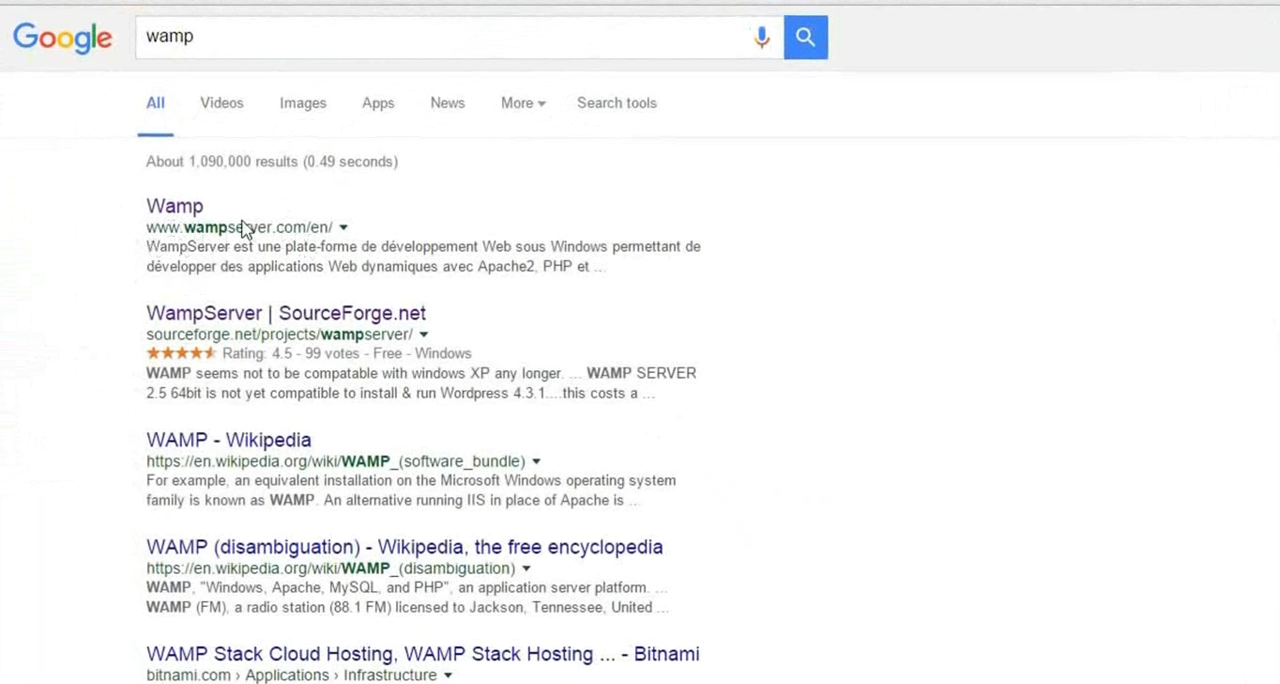 Google
wamp
All Videos Images Apps News More Search tools
About 1,090,000 results (0.49 seconds)
Wamp
www.wampserver.com/en/
WampServer est une plate-forme de développement Web sous Windows permettant de
développer des applications Web dynamiques avec Apache2, PHP et ...
WampServer | SourceForge.net
sourceforge.net/projects/wampserver/
Rating: 4.5 - 99 votes - Free - Windows
WAMP seems not to be compatable with windows XP any longer. ... WAMP SERVER
2.5 64bit is not yet compatible to install & run Wordpress 4.3.1....this costs a ...
WAMP - Wikipedia
https://en.wikipedia.org/wiki/WAMP_(software_bundle)
For example, an equivalent installation on the Microsoft Windows operating system
family is known as WAMP. An alternative running IIS in place of Apache is ...
WAMP (disambiguation) - Wikipedia, the free encyclopedia
https://en.wikipedia.org/wiki/WAMP_(disambiguation)
WAMP, "Windows, Apache, MySQL, and PHP", an application server platform. ...
WAMP (FM), a radio station (88.1 FM) licensed to Jackson, Tennessee, United ...
WAMP Stack Cloud Hosting, WAMP Stack Hosting ... - Bitnami
bitnami.com › Applications › Infrastructure